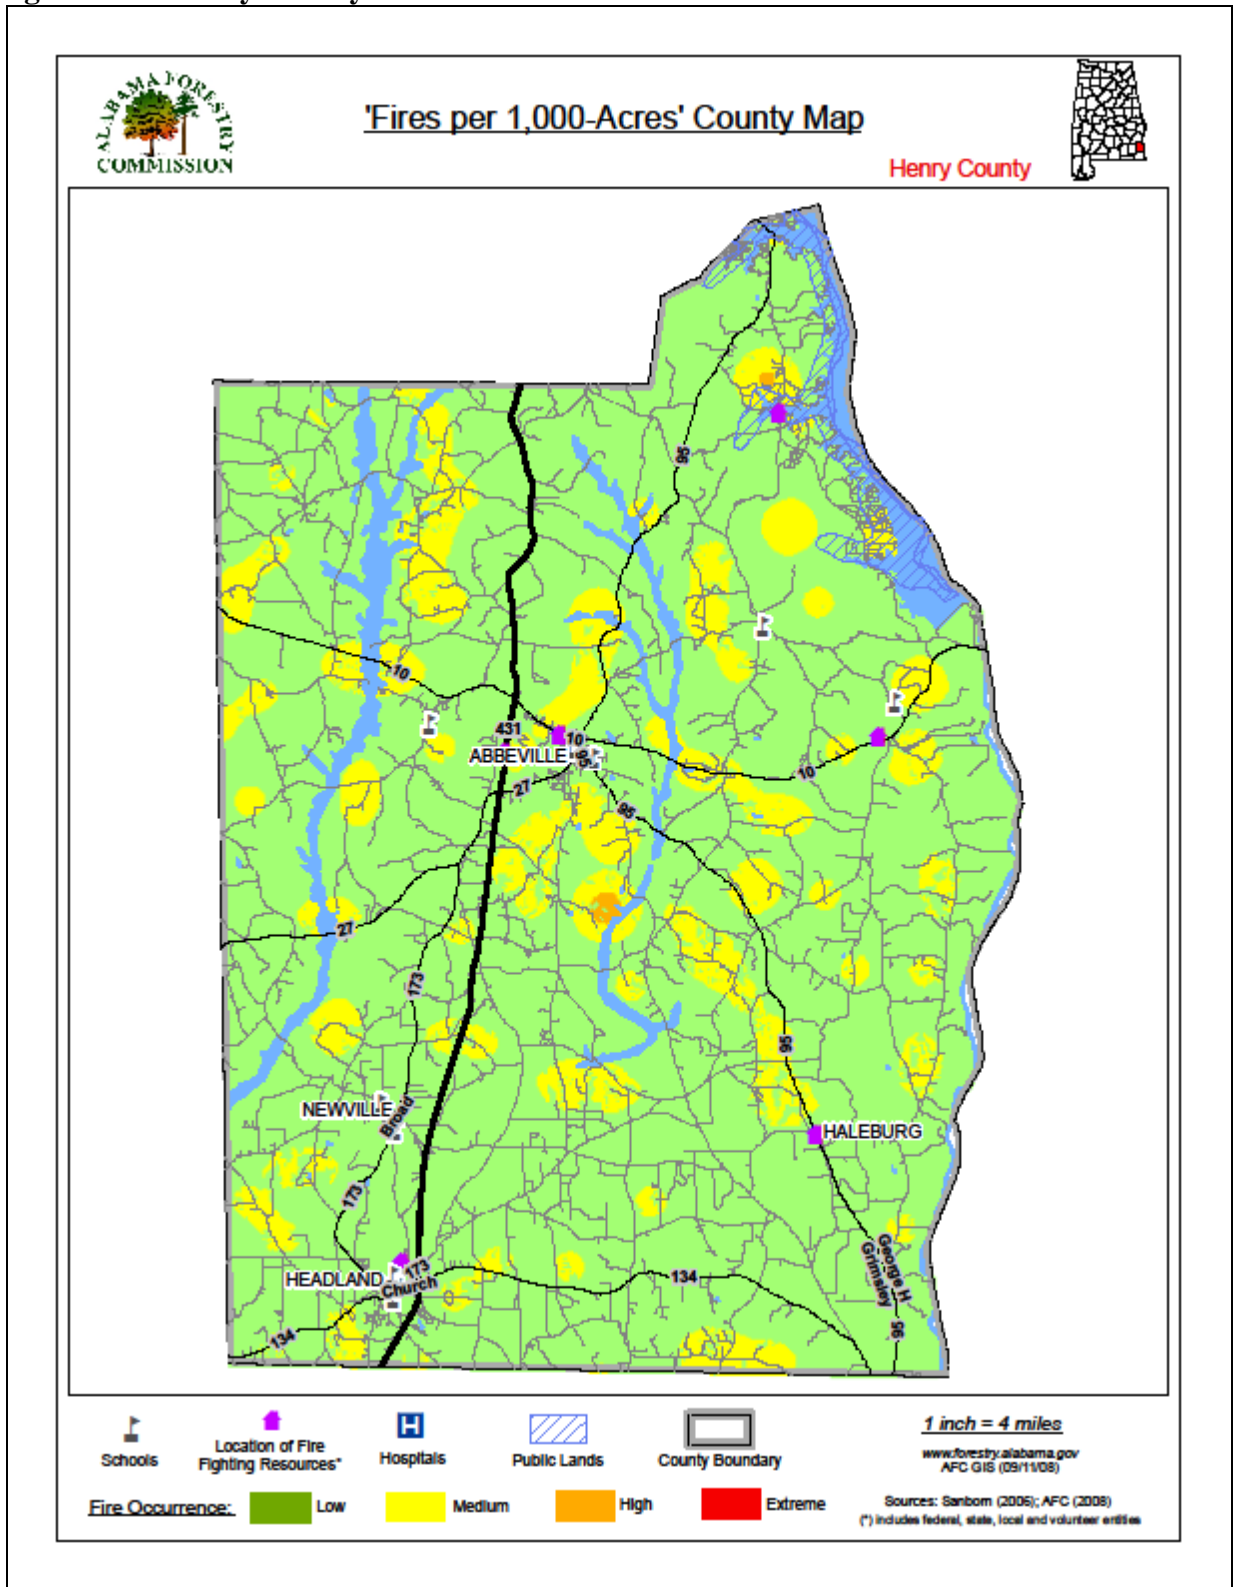 ALABAMA FORESTRY
COMMISSION
'Fires per 1,000-Acres' County Map
Henry County
95
10
431
10
ABBEVILLE
95
27
10
95
27
173
95
NEWVILLE
Broad
HALEBURG
173
George H
Grimsley
HEADLAND
173
Church
134
134
95
Schools
Location of Fire
Fighting Resources*
Hospitals
H
Public Lands
County Boundary
1 inch = 4 miles
www.forestry.alabama.gov
AFC GIS (09/11/08)
Fire Occurrence:
Low
Medium
High
Extreme
Sources: Sanborn (2006); AFC (2008)
(*) includes federal, state, local and volunteer entities